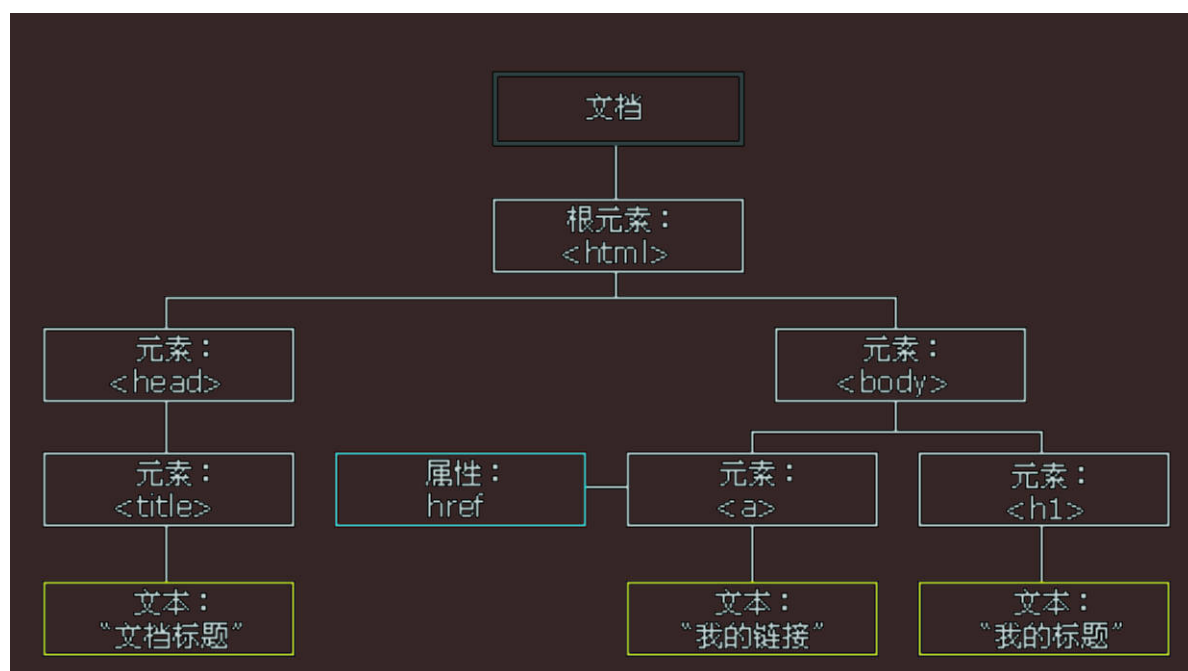 文档
根元素：
<html>
元素：
<head>
元素：
<body>
元素：
<title>
属性：
href
元素：
<a>
元素：
<h1>
文本：
“文档标题”
文本：
“我的链接”
文本：
“我的标题”